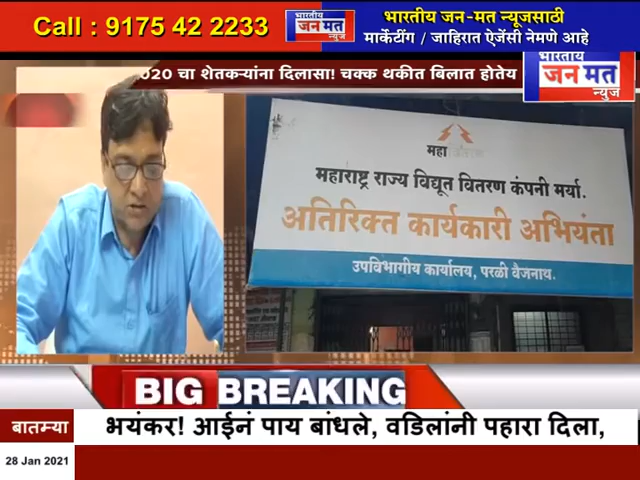 Call : 9175 42 2233
भारतीय
जन मत
न्युज
भारतीय जन-मत न्यूजसाठी
मार्केटींग / जाहिरात ऐजेंसी नेमणे आहे
020 चा शेतकऱ्यांना दिलासा! चक्क थकीत बिलात होतेय
भारतीय
जन मत
न्युज
महा
महाराष्ट्र राज्य विद्युत वितरण कंपनी मर्या.
अतिरिक्त कार्यकारी अभियंता
उपविभागीय कार्यालय, परळी वैजनाथ.
BIG BREAKING
बातम्या
भयंकर! आईनं पाय बांधले, वडिलांनी पहारा दिला,
28 Jan 2021